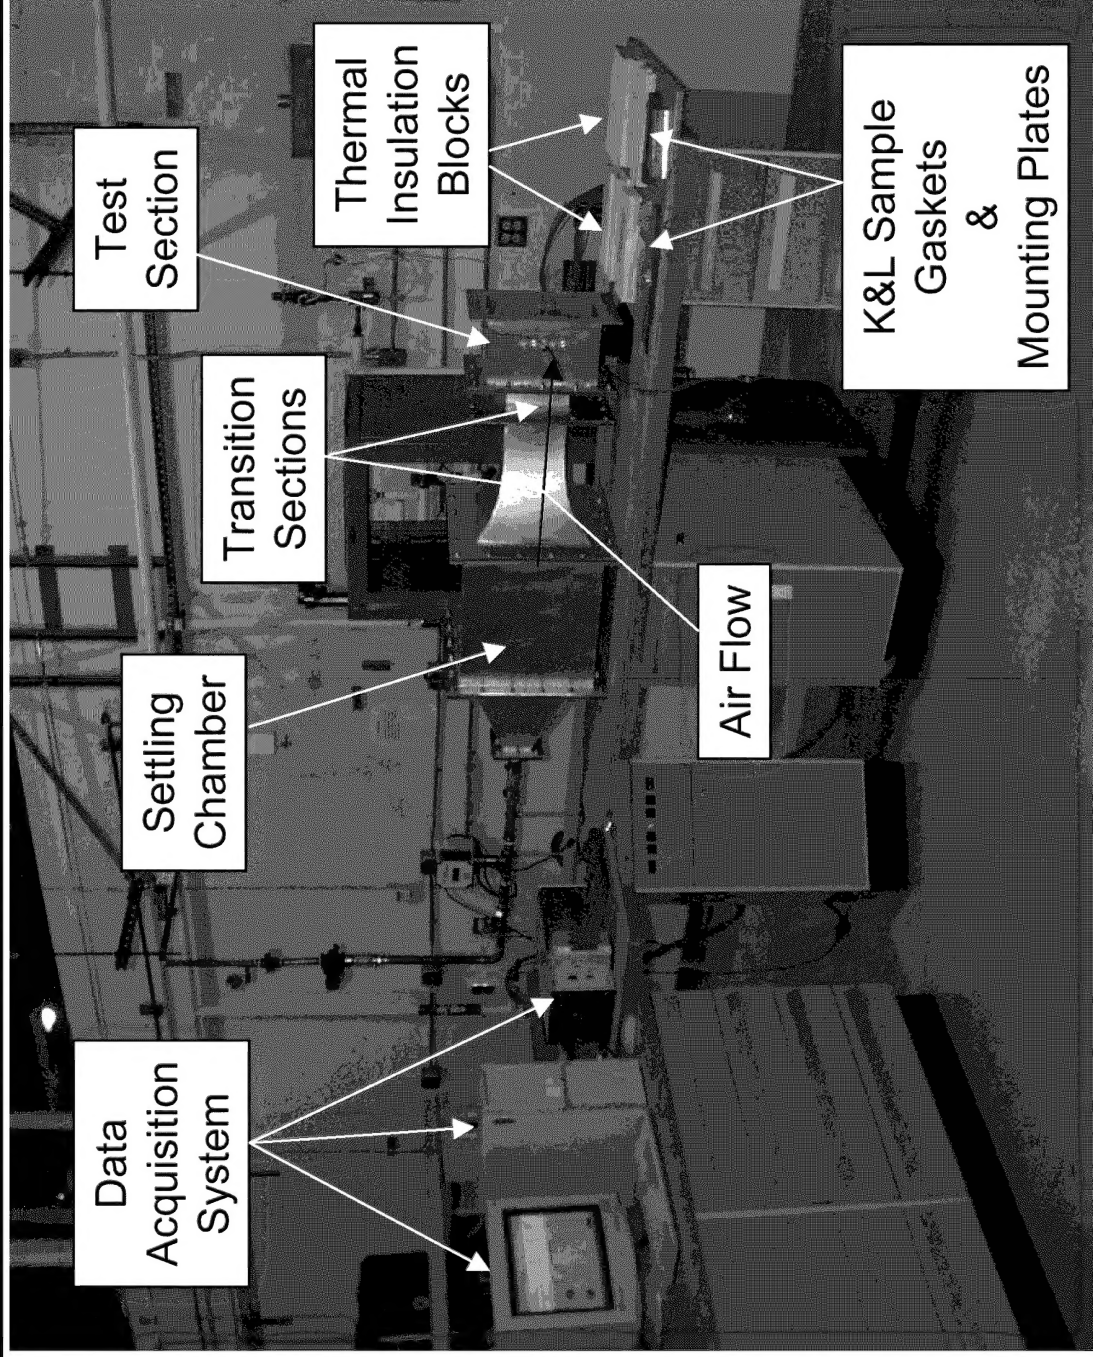 Data
Acquisition
System
Settling
Chamber
Transition
Sections
Test
Section
Thermal
Insulation
Blocks
Air Flow
K&L Sample
Gaskets
&
Mounting Plates